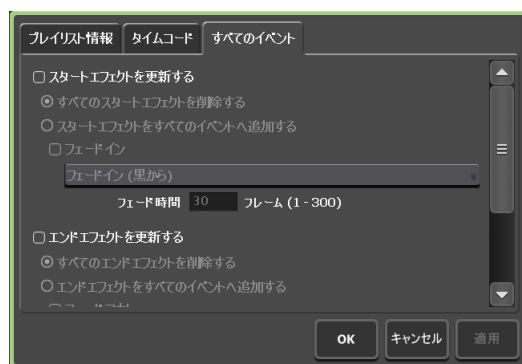 プレイリスト情報 タイムコード すべてのイベント
スタートエフェクトを更新する
すべてのスタートエフェクトを削除する
スタートエフェクトをすべてのイベントへ追加する
フェードイン
フェードイン (黒から)
フェード時間 30 フレーム (1 - 300)
エンドエフェクトを更新する
すべてのエンドエフェクトを削除する
エンドエフェクトをすべてのイベントへ追加する
OK キャンセル 適用